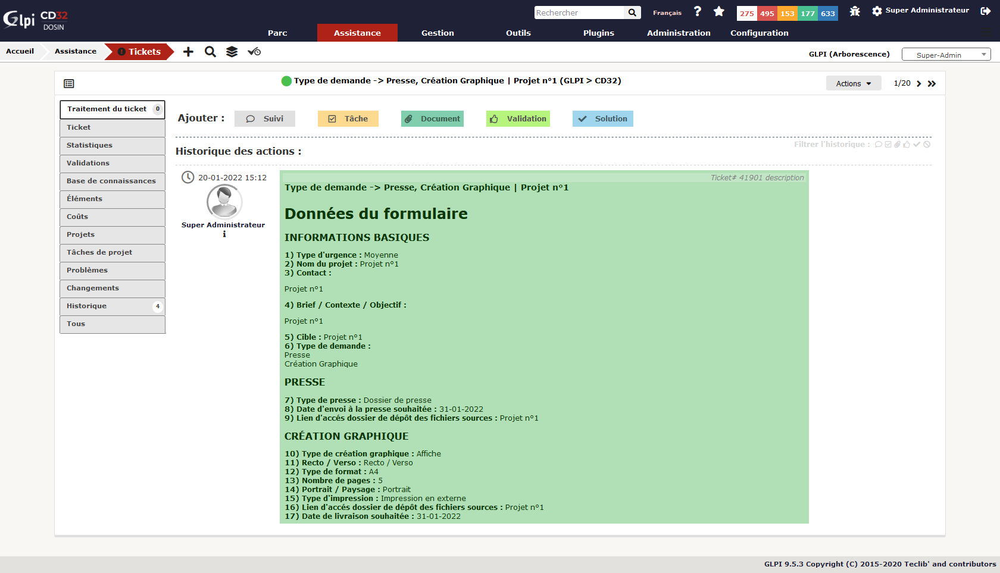 Glpi CD32 DOSIN
Rechercher
Français
275 495 153 177 633
Super Administrateur
Parc Assistance Gestion Outils Plugins Administration Configuration
Accueil Assistance Tickets
GLPI (Arborescence) Super-Admin
Type de demande -> Presse, Création Graphique | Projet n°1 (GLPI > CD32)
Actions 1/20
Traitement du ticket 0
Ticket
Statistiques
Validations
Base de connaissances
Éléments
Coûts
Projets
Tâches de projet
Problèmes
Changements
Historique 4
Tous
Ajouter : Suivi Tâche Document Validation Solution
Filtrer l'historique :
Historique des actions :
20-01-2022 15:12
Super Administrateur
Ticket# 41901 description
Type de demande -> Presse, Création Graphique | Projet n°1
Données du formulaire
INFORMATIONS BASIQUES
1) Type d'urgence : Moyenne
2) Nom du projet : Projet n°1
3) Contact :
Projet n°1
4) Brief / Contexte / Objectif :
Projet n°1
5) Cible : Projet n°1
6) Type de demande :
Presse
Création Graphique
PRESSE
7) Type de presse : Dossier de presse
8) Date d'envoi à la presse souhaitée : 31-01-2022
9) Lien d'accés dossier de dépôt des fichiers sources : Projet n°1
CRÉATION GRAPHIQUE
10) Type de création graphique : Affiche
11) Recto / Verso : Recto / Verso
12) Type de format : A4
13) Nombre de pages : 5
14) Portrait / Paysage : Portrait
15) Type d'impression : Impression en externe
16) Lien d'accés dossier de dépôt des fichiers sources : Projet n°1
17) Date de livraison souhaitée : 31-01-2022
GLPI 9.5.3 Copyright (C) 2015-2020 Teclib' and contributors